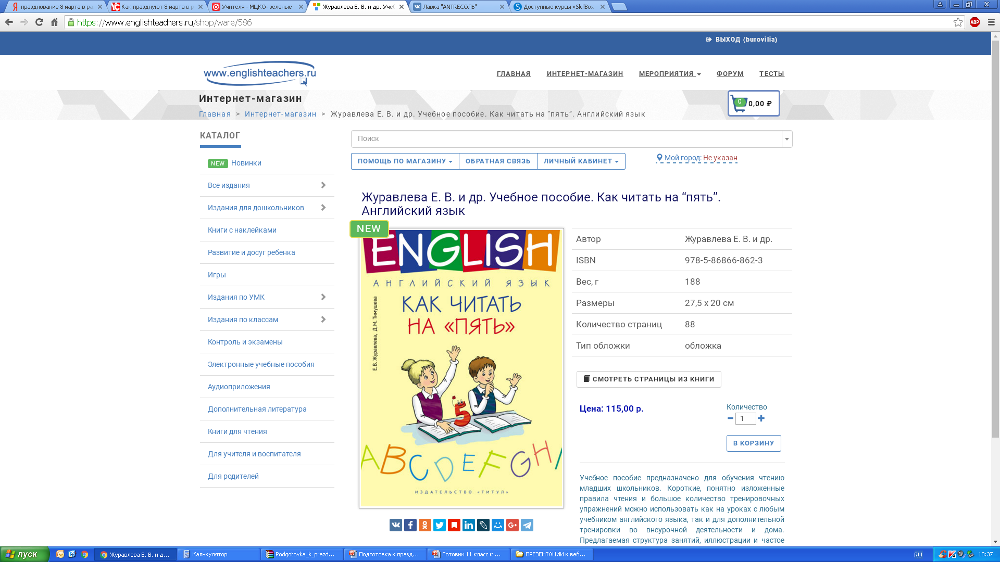 празднование 8 марта в ра
Как празднуют 8 марта в р
Учителя - МЦКО- зеленые
Журавлева Е. В. и др. Учеб
Лавка "ANTRECOЛЬ"
Доступные курсы «SkillBox
https://www.englishteachers.ru/shop/ware/586
ABP
ВЫХОД (burovilia)
www.englishteachers.ru
ГЛАВНАЯ ИНТЕРНЕТ-МАГАЗИН МЕРОПРИЯТИЯ ФОРУМ ТЕСТЫ
Интернет-магазин
0 0,00 ₽
Главная > Интернет-магазин > Журавлева Е. В. и др. Учебное пособие. Как читать на “пять”. Английский язык
КАТАЛОГ
NEW Новинки
Все издания
Издания для дошкольников
Книги с наклейками
Развитие и досуг ребенка
Игры
Издания по УМК
Издания по классам
Контроль и экзамены
Электронные учебные пособия
Аудиоприложения
Дополнительная литература
Книги для чтения
Для учителя и воспитателя
Для родителей
Поиск
ПОМОЩЬ ПО МАГАЗИНУ ОБРАТНАЯ СВЯЗЬ ЛИЧНЫЙ КАБИНЕТ
Мой город: Не указан
Журавлева Е. В. и др. Учебное пособие. Как читать на “пять”.
Английский язык
NEW
ENGLISH
АНГЛИЙСКИЙ ЯЗЫК
КАК ЧИТАТЬ
НА «ПЯТЬ»
Е.В. Журавлева, Д.М. Тимушева
5
ABCDEFGHI
ИЗДАТЕЛЬСТВО «ТИТУЛ»
Автор Журавлева Е. В. и др.
ISBN 978-5-86866-862-3
Вес, г 188
Размеры 27,5 x 20 см
Количество страниц 88
Тип обложки обложка
СМОТРЕТЬ СТРАНИЦЫ ИЗ КНИГИ
Цена: 115,00 р.
Количество
1
В КОРЗИНУ
Учебное пособие предназначено для обучения чтению
младших школьников. Короткие, понятно изложенные
правила чтения и большое количество тренировочных
упражнений можно использовать как на уроках с любым
учебником английского языка, так и для дополнительной
тренировки во внеурочной деятельности и дома.
Предлагаемая структура занятий, иллюстрации и частое
пуск
Журавлева Е. В. и д...
Калькулятор
Podgotovka_k_prazd...
Подготовка к празд...
Готовим 11 класс к ...
ПРЕЗЕНТАЦИИ к веб...
RU
10:37